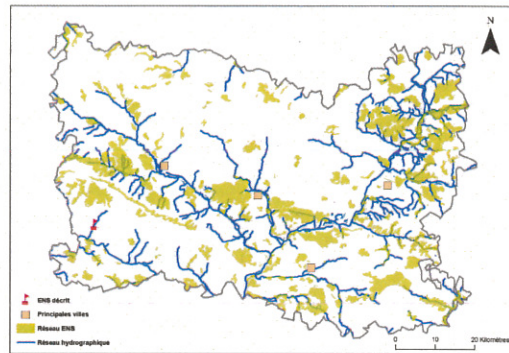 N
ENS décrit
Principales villes
Réseau ENS
Réseau hydrographique
0 10 20 Kilomètres